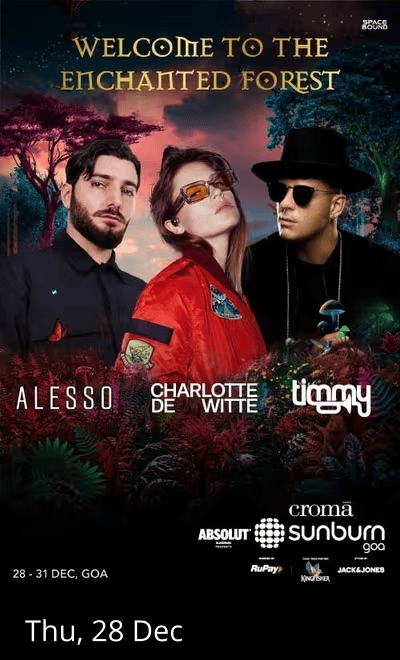 SPACE
BOUND
WELCOME TO THE
ENCHANTED FOREST
ALESSO
CHARLOTTE
DE WITTE
timmy
cromā
ABSOLUT
sunburn
goa
28 - 31 DEC, GOA
RuPay
KINGFISHER
JACK&JONES
Thu, 28 Dec